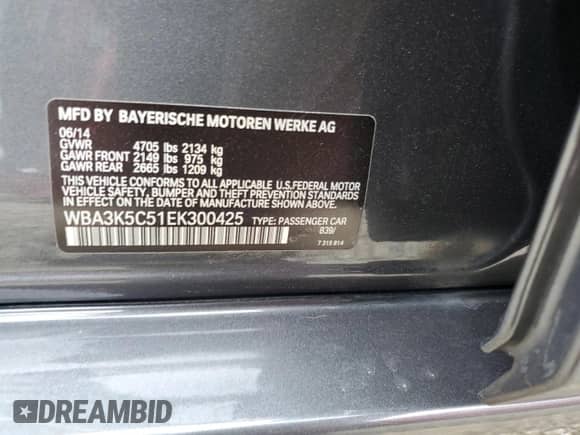 MFD BY BAYERISCHE MOTOREN WERKE AG
06/14
GVWR 4705 lbs 2134 kg
GAWR FRONT 2149 lbs 975 kg
GAWR REAR 2665 lbs 1209 kg
THIS VEHICLE CONFORMS TO ALL APPLICABLE U.S.FEDERAL MOTOR
VEHICLE SAFETY, BUMPER AND THEFT PREVENTION STANDARDS
IN EFFECT ON THE DATE OF MANUFACTURE SHOWN ABOVE.
WBA3K5C51EK300425 TYPE: PASSENGER CAR
B39/
7 315 814
DREAMBID